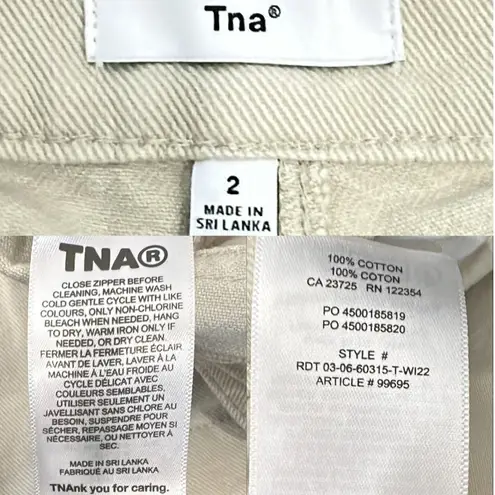 Tna®
2
MADE IN
SRI LANKA
TNA®
CLOSE ZIPPER BEFORE
CLEANING, MACHINE WASH
COLD GENTLE CYCLE WITH LIKE
COLOURS, ONLY NON-CHLORINE
BLEACH WHEN NEEDED, HANG
TO DRY, WARM IRON ONLY IF
NEEDED, OR DRY CLEAN.
FERMER LA FERMETURE ÉCLAIR
AVANT DE LAVER, LAVER À LA
MACHINE À L'EAU FROIDE AU
CYCLE DÉLICAT AVEC
COULEURS SEMBLABLES,
UTILISER SEULEMENT UN
JAVELLISANT SANS CHLORE AU
BESOIN, SUSPENDRE POUR
SÉCHER, REPASSAGE MOYEN SI
NÉCESSAIRE, OU NETTOYER À
SEC.
MADE IN SRI LANKA
FABRIQUÉ AU SRI LANKA
TNAnk you for caring.
100% COTTON
100% COTON
CA 23725 RN 122354
PO 4500185819
PO 4500185820
STYLE #
RDT 03-06-60315-T-WI22
ARTICLE # 99695